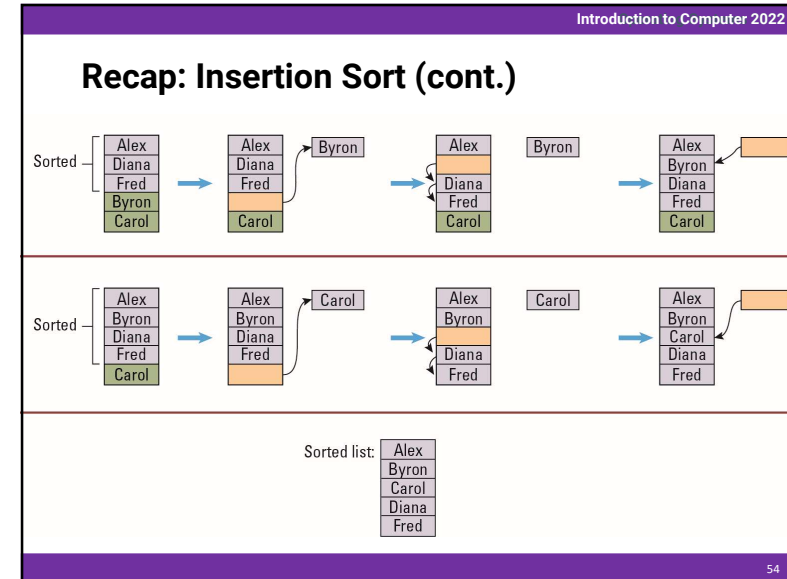 Introduction to Computer 2022
Recap: Insertion Sort (cont.)
Sorted
Alex
Diana
Fred
Byron
Carol
Alex
Diana
Fred
Carol
Byron
Alex
Diana
Fred
Carol
Byron
Alex
Byron
Diana
Fred
Carol
Sorted
Alex
Byron
Diana
Fred
Carol
Alex
Byron
Diana
Fred
Carol
Alex
Byron
Diana
Fred
Carol
Alex
Byron
Carol
Diana
Fred
Sorted list:
Alex
Byron
Carol
Diana
Fred
54